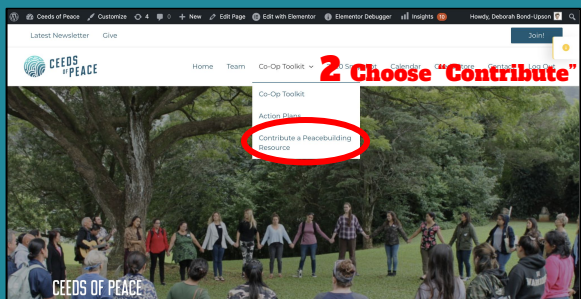 Ceeds of Peace Customize 4 0 + New Edit Page Edit with Elementor Elementor Debugger Insights 10 Howdy, Deborah Bond-Upson
Latest Newsletter Give Join!
CEEDS OF PEACE
Home Team Co-Op Toolkit Calendar Store Contact Log Out
2 Choose "Contribute"
Co-Op Toolkit
Action Plans
Contribute a Peacebuilding
Resource
CEEDS OF PEACE